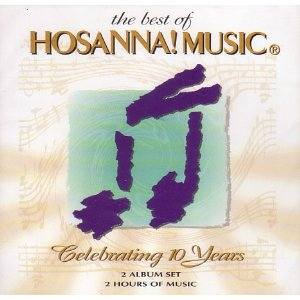 the best of
HOSANNA! MUSIC®
Celebrating 10 Years
2 ALBUM SET
2 HOURS OF MUSIC